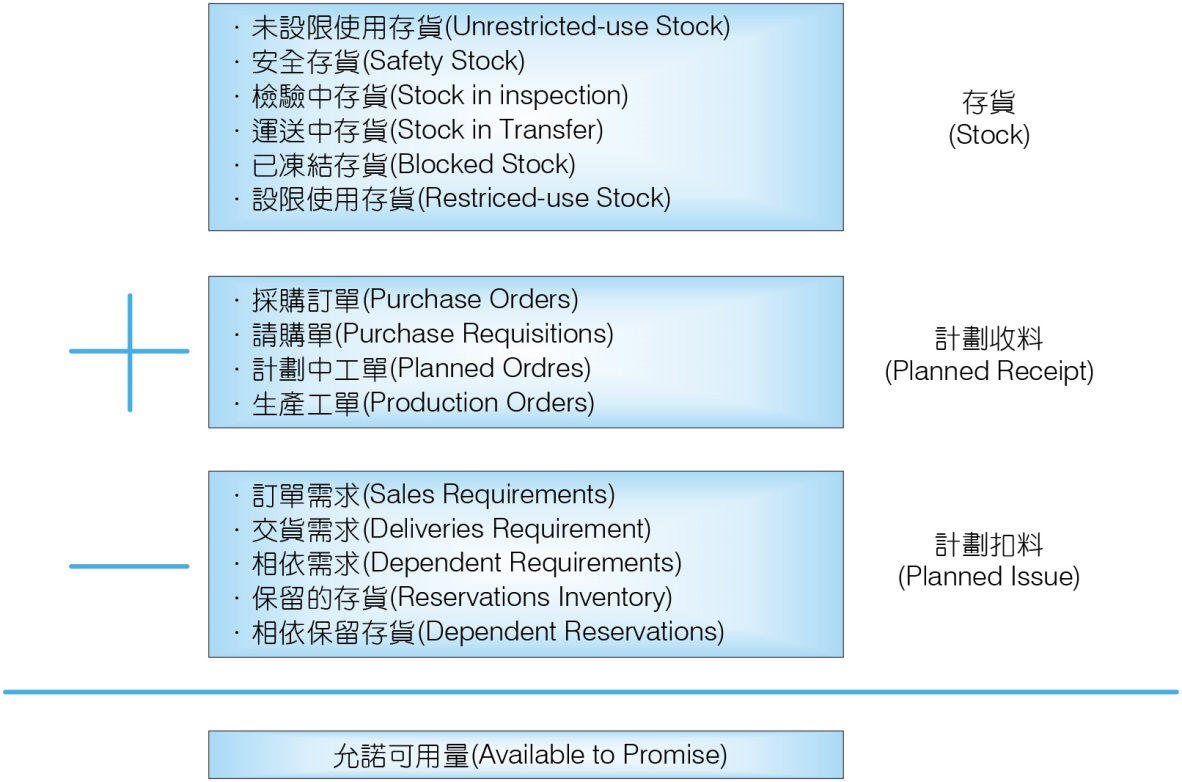 · 未設限使用存貨(Unrestricted-use Stock)
· 安全存貨(Safety Stock)
· 檢驗中存貨(Stock in inspection)
· 運送中存貨(Stock in Transfer)
· 已凍結存貨(Blocked Stock)
· 設限使用存貨(Restriced-use Stock)
存貨
(Stock)
· 採購訂單(Purchase Orders)
· 請購單(Purchase Requisitions)
· 計劃中工單(Planned Ordres)
· 生產工單(Production Orders)
計劃收料
(Planned Receipt)
· 訂單需求(Sales Requirements)
· 交貨需求(Deliveries Requirement)
· 相依需求(Dependent Requirements)
· 保留的存貨(Reservations Inventory)
· 相依保留存貨(Dependent Reservations)
計劃扣料
(Planned Issue)
允諾可用量(Available to Promise)